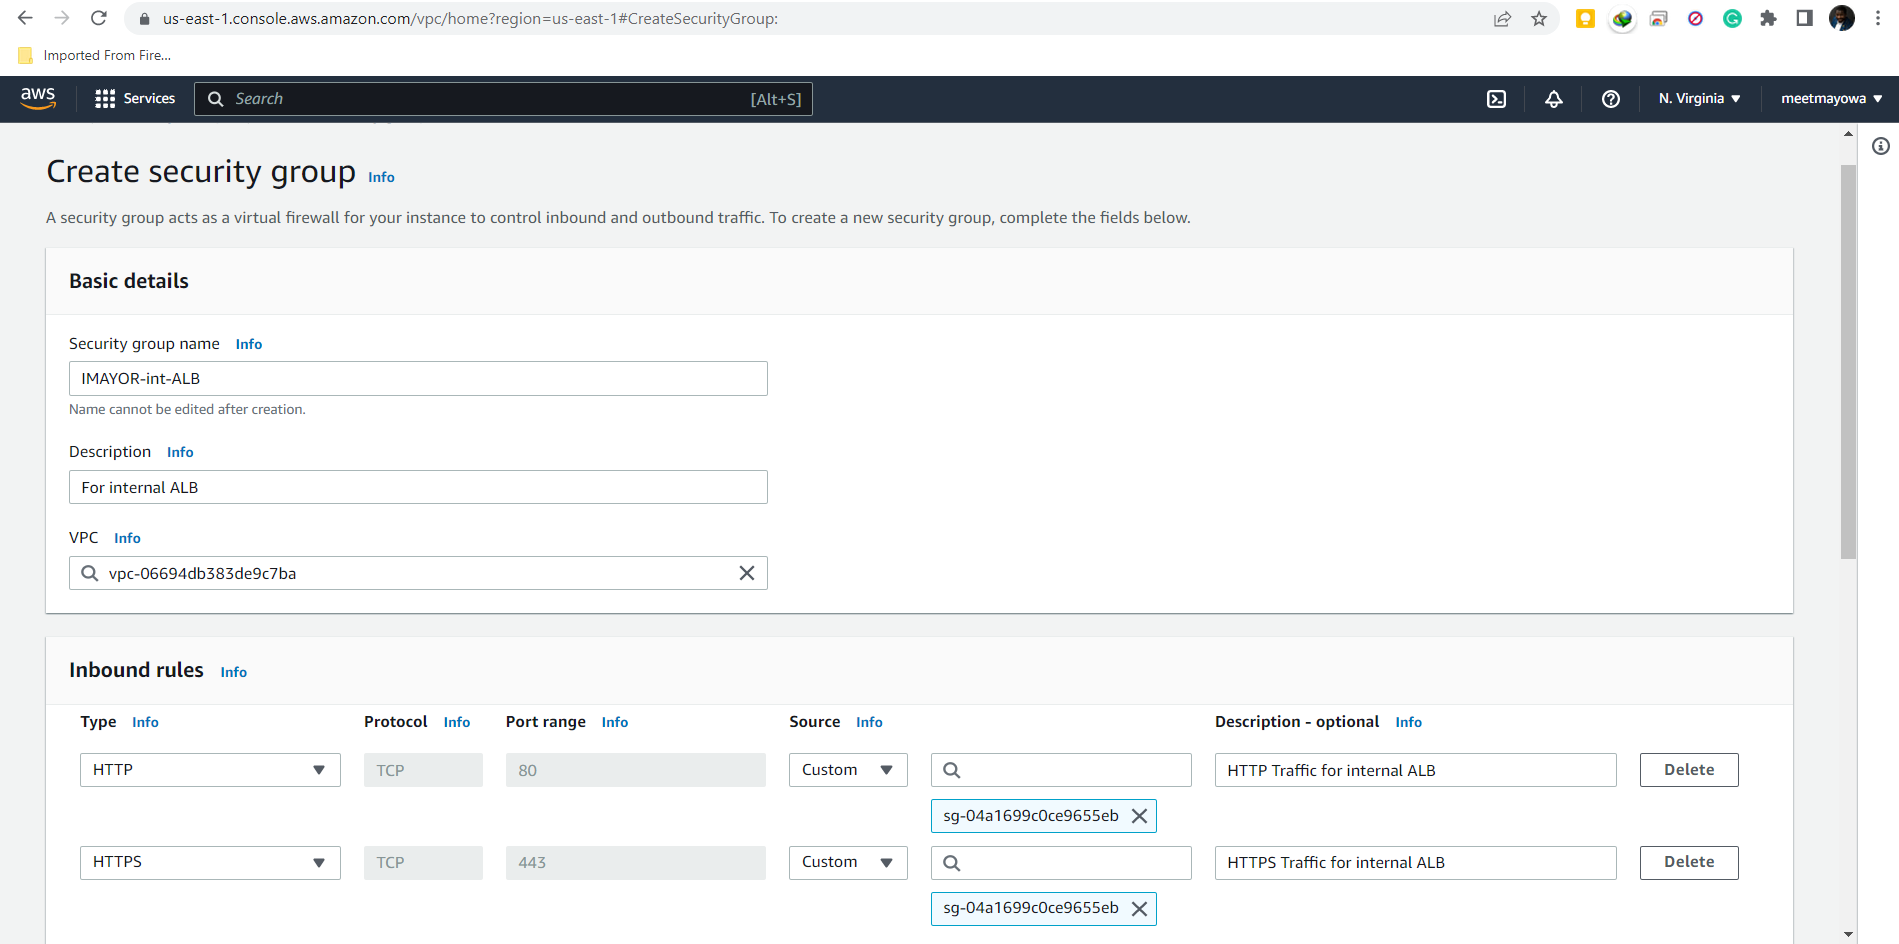 us-east-1.console.aws.amazon.com/vpc/home?region=us-east-1#CreateSecurityGroup:
Imported From Fire...
aws Services Search [Alt+S] N. Virginia meetmayowa
Create security group Info
A security group acts as a virtual firewall for your instance to control inbound and outbound traffic. To create a new security group, complete the fields below.
Basic details
Security group name Info
IMAYOR-int-ALB
Name cannot be edited after creation.
Description Info
For internal ALB
VPC Info
vpc-06694db383de9c7ba
Inbound rules Info
Type Info Protocol Info Port range Info Source Info Description - optional Info
HTTP TCP 80 Custom HTTP Traffic for internal ALB Delete
sg-04a1699c0ce9655eb
HTTPS TCP 443 Custom HTTPS Traffic for internal ALB Delete
sg-04a1699c0ce9655eb